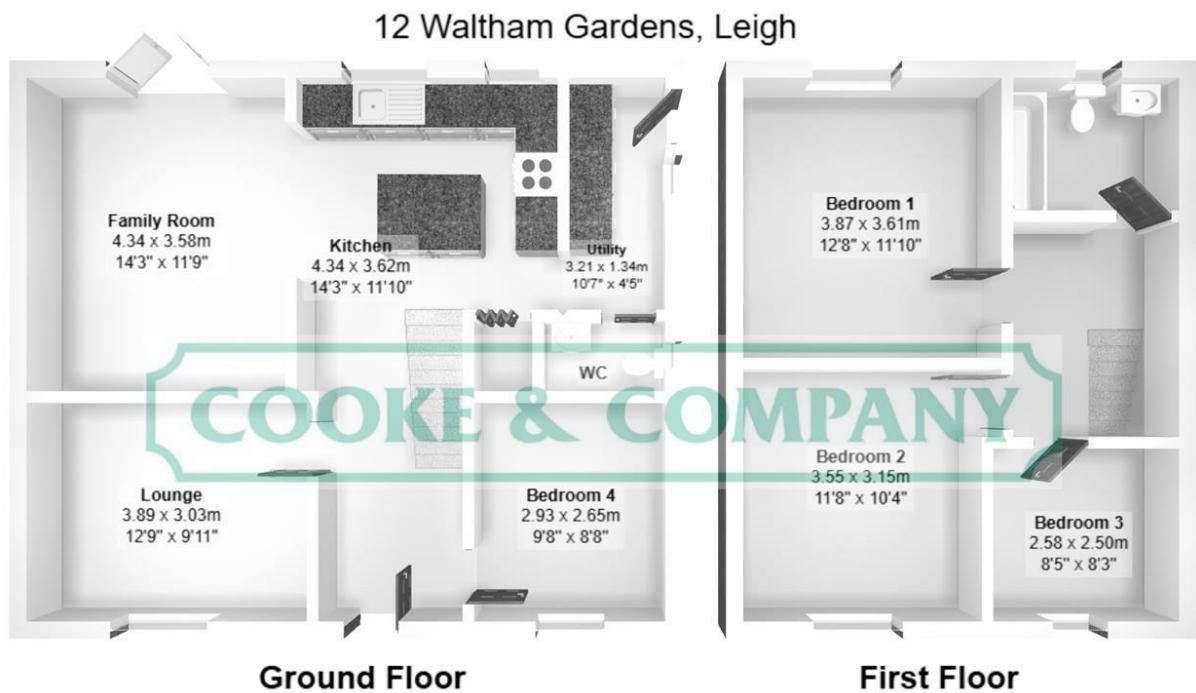 12 Waltham Gardens, Leigh
Family Room
4.34 x 3.58m
14'3" x 11'9"
Kitchen
4.34 x 3.62m
14'3" x 11'10"
Utility
3.21 x 1.34m
10'7" x 4'5"
WC
Lounge
3.89 x 3.03m
12'9" x 9'11"
Bedroom 4
2.93 x 2.65m
9'8" x 8'8"
Bedroom 1
3.87 x 3.61m
12'8" x 11'10"
Bedroom 2
3.55 x 3.15m
11'8" x 10'4"
Bedroom 3
2.58 x 2.50m
8'5" x 8'3"
COOKE & COMPANY
Ground Floor
First Floor